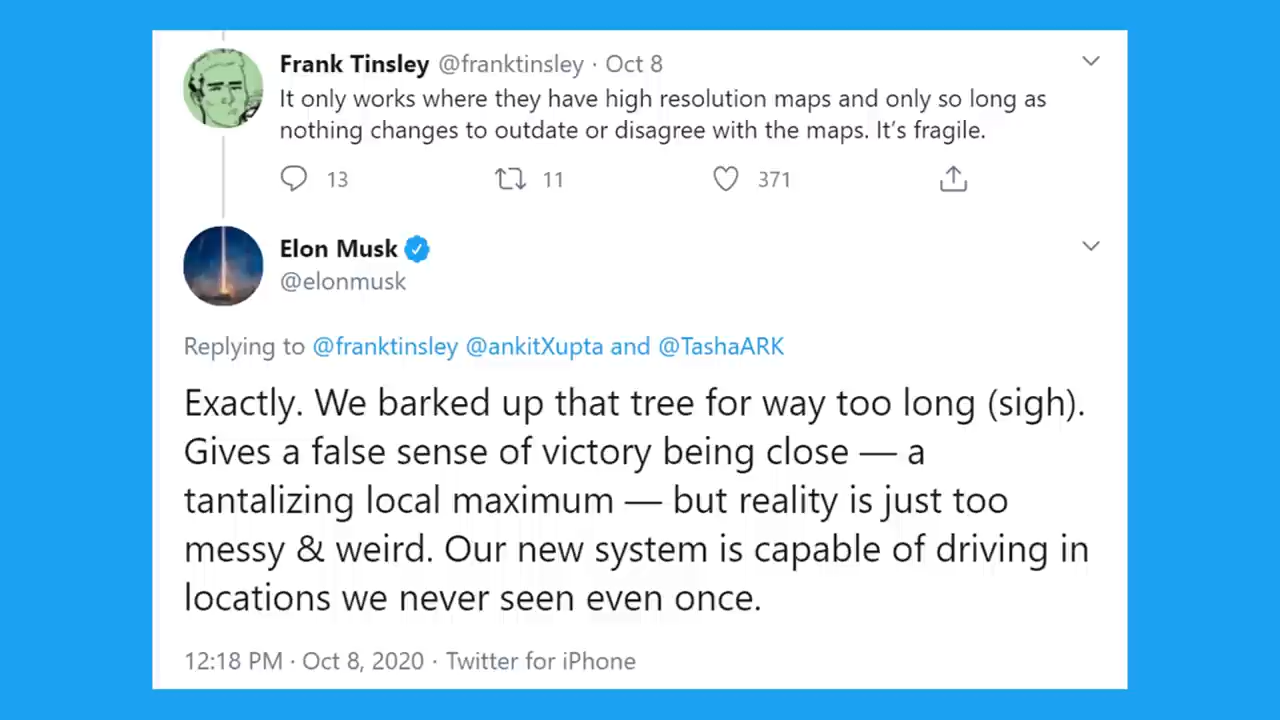 Frank Tinsley @franktinsley · Oct 8
It only works where they have high resolution maps and only so long as
nothing changes to outdate or disagree with the maps. It's fragile.
13 11 371
Elon Musk
@elonmusk
Replying to @franktinsley @ankitXupta and @TashaARK
Exactly. We barked up that tree for way too long (sigh).
Gives a false sense of victory being close — a
tantalizing local maximum — but reality is just too
messy & weird. Our new system is capable of driving in
locations we never seen even once.
12:18 PM · Oct 8, 2020 · Twitter for iPhone